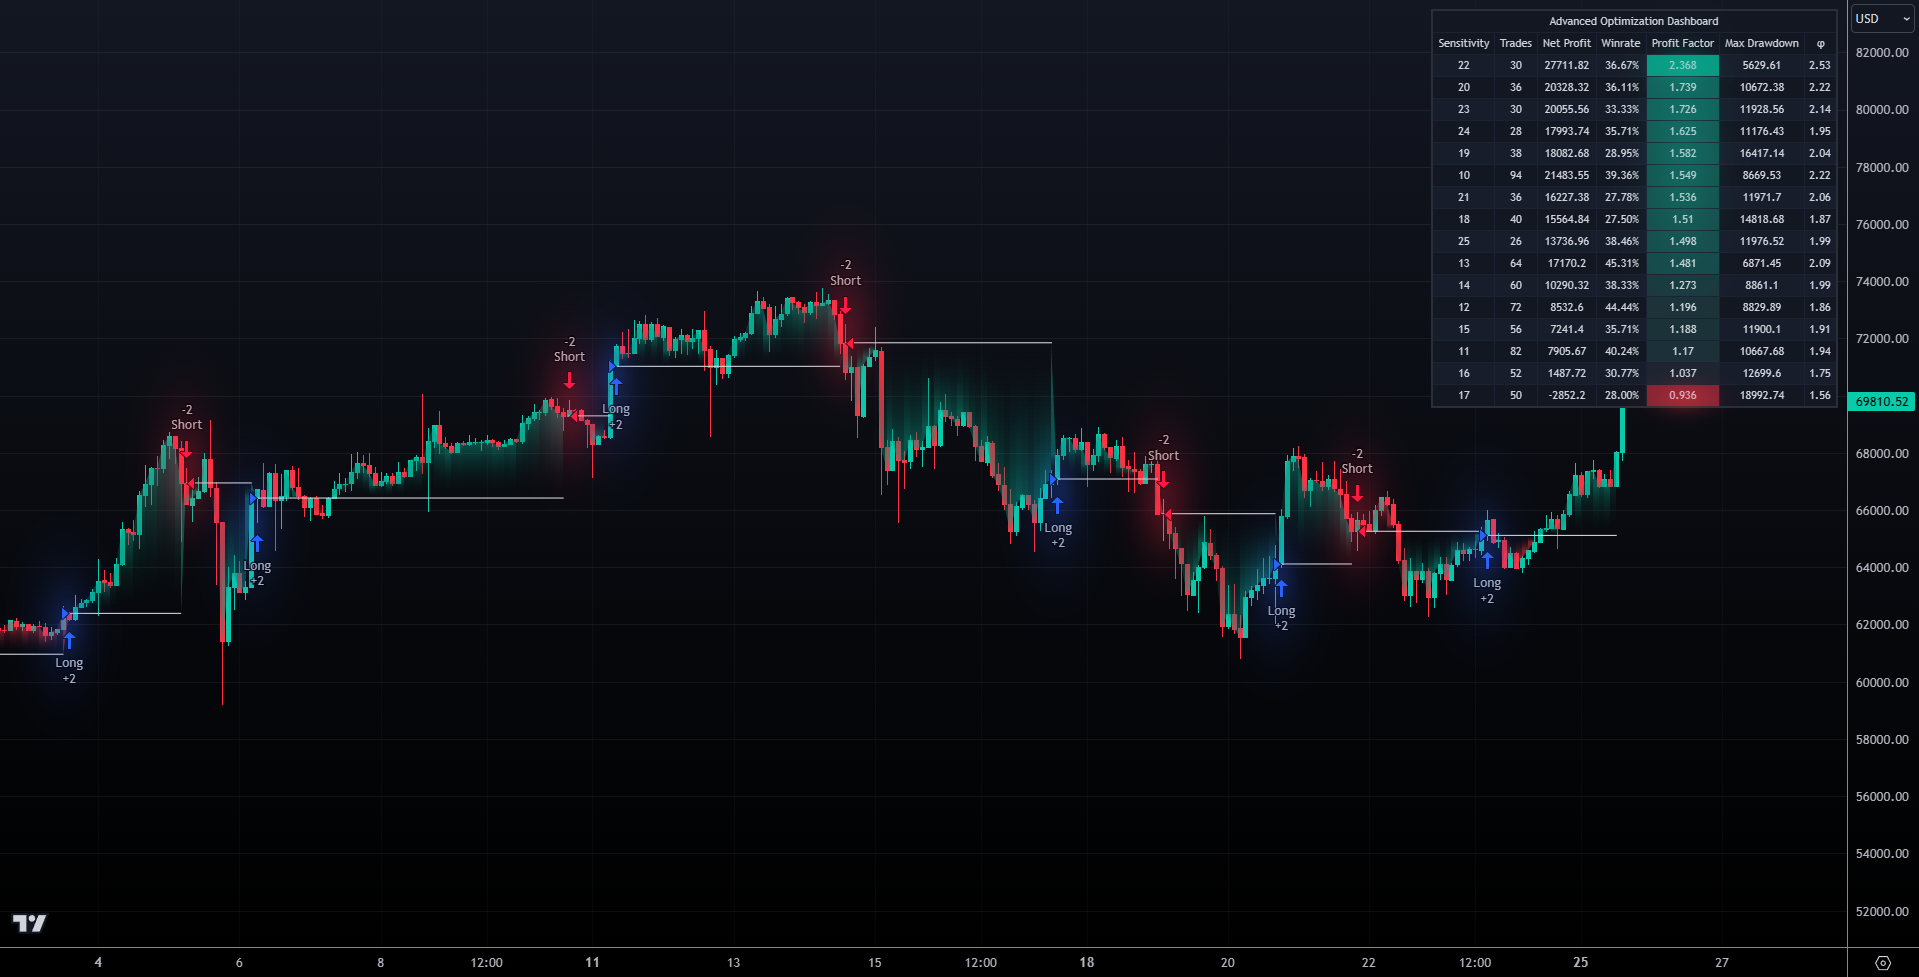 Advanced Optimization Dashboard
Sensitivity Trades Net Profit Winrate Profit Factor Max Drawdown φ
22 30 27711.82 36.67% 2.368 5629.61 2.53
20 36 20328.32 36.11% 1.739 10672.38 2.22
23 30 20055.56 33.33% 1.726 11928.56 2.14
24 28 17993.74 35.71% 1.625 11176.43 1.95
19 38 18082.68 28.95% 1.582 16417.14 2.04
10 94 21483.55 39.36% 1.549 8669.53 2.22
21 36 16227.38 27.78% 1.536 11971.7 2.06
18 40 15564.84 27.50% 1.51 14818.68 1.87
25 26 13736.96 38.46% 1.498 11976.52 1.99
13 64 17170.2 45.31% 1.481 6871.45 2.09
14 60 10290.32 38.33% 1.273 8861.1 1.99
12 72 8532.6 44.44% 1.196 8829.89 1.86
15 56 7241.4 35.71% 1.188 11900.1 1.91
11 82 7905.67 40.24% 1.17 10667.68 1.94
16 52 1487.72 30.77% 1.037 12699.6 1.75
17 50 -2852.2 28.00% 0.936 18992.74 1.56
USD
82000.00
80000.00
78000.00
76000.00
74000.00
72000.00
69810.52
68000.00
66000.00
64000.00
62000.00
60000.00
58000.00
56000.00
54000.00
52000.00
Long
+2
-2
Short
Long
+2
-2
Short
Long
+2
-2
Short
Long
+2
-2
Short
Long
+2
-2
Short
Long
+2
4 6 8 12:00 11 13 15 12:00 18 20 22 12:00 25 27